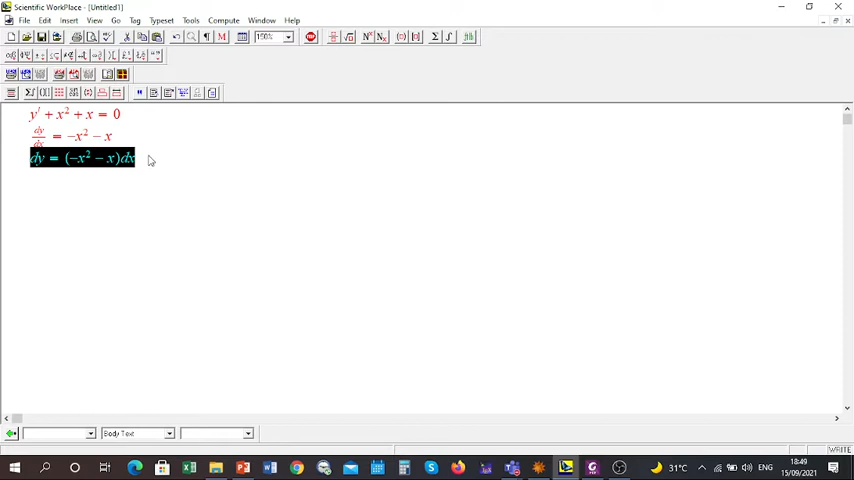 Scientific WorkPlace - [Untitled1]
File Edit Insert View Go Tag Typeset Tools Compute Window Help
150%
y′ + x² + x = 0
dy/dx = −x² − x
dy = (−x² − x)dx
Body Text
WRITE
31°C ENG 18:49
15/09/2021